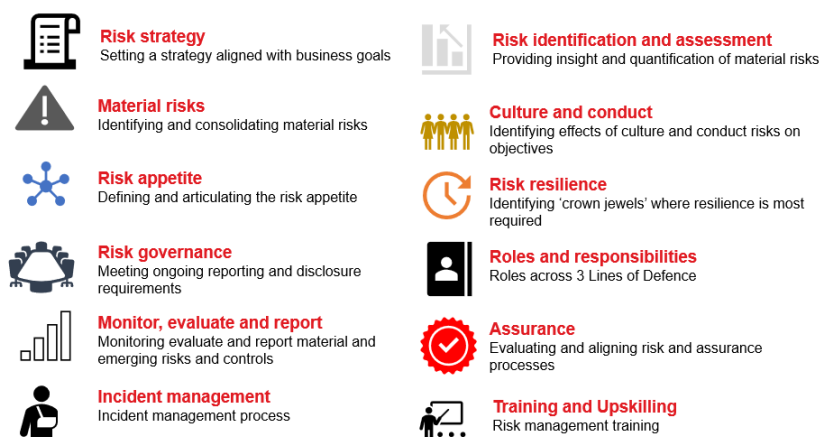 Risk strategy
Setting a strategy aligned with business goals
Material risks
Identifying and consolidating material risks
Risk appetite
Defining and articulating the risk appetite
Risk governance
Meeting ongoing reporting and disclosure
requirements
Monitor, evaluate and report
Monitoring evaluate and report material and
emerging risks and controls
Incident management
Incident management process
Risk identification and assessment
Providing insight and quantification of material risks
Culture and conduct
Identifying effects of culture and conduct risks on
objectives
Risk resilience
Identifying ‘crown jewels’ where resilience is most
required
Roles and responsibilities
Roles across 3 Lines of Defence
Assurance
Evaluating and aligning risk and assurance
processes
Training and Upskilling
Risk management training